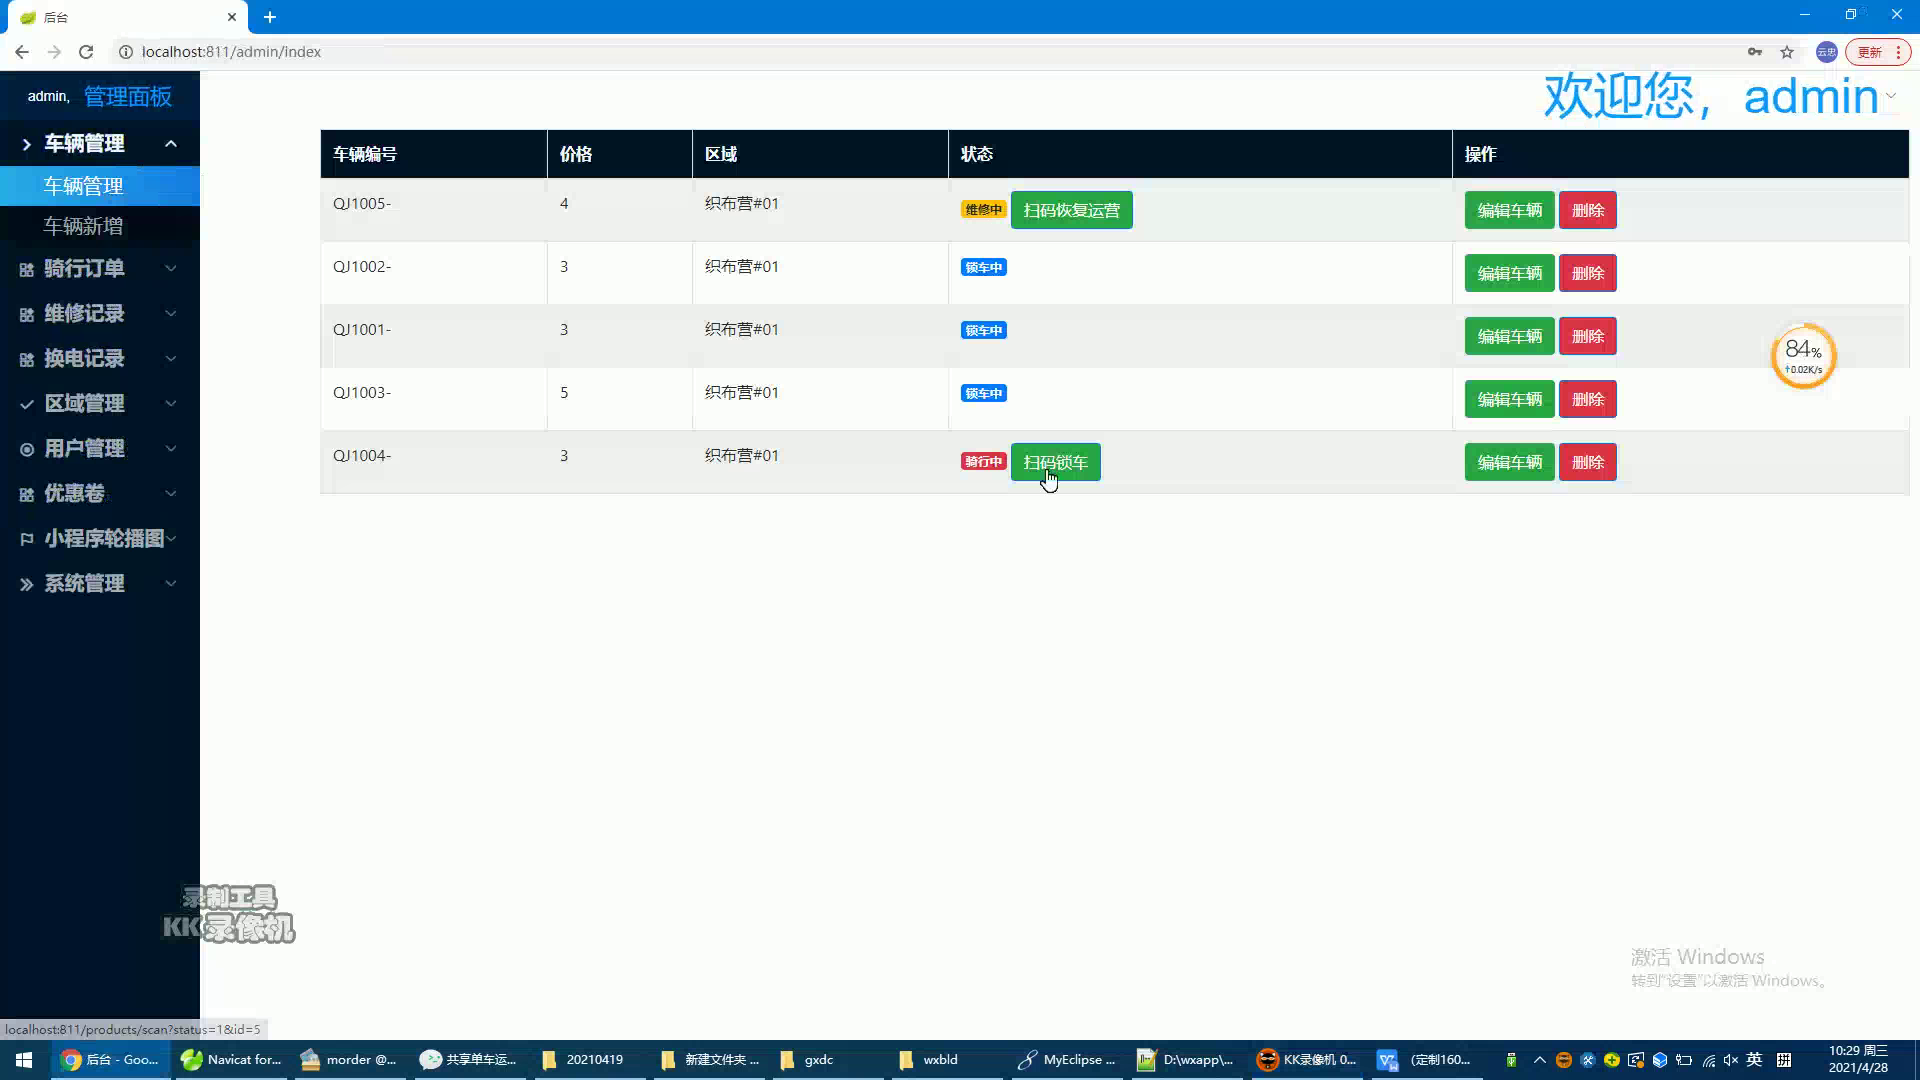 后台
localhost:811/admin/index
云忠
更新
admin, 管理面板
欢迎您，admin
车辆管理
车辆管理
车辆新增
骑行订单
维修记录
换电记录
区域管理
用户管理
优惠卷
小程序轮播图
系统管理
车辆编号 价格 区域 状态 操作
QJ1005- 4 织布营#01 维修中 扫码恢复运营 编辑车辆 删除
QJ1002- 3 织布营#01 锁车中 编辑车辆 删除
QJ1001- 3 织布营#01 锁车中 编辑车辆 删除
QJ1003- 5 织布营#01 锁车中 编辑车辆 删除
QJ1004- 3 织布营#01 骑行中 扫码锁车 编辑车辆 删除
84%
↑0.02K/s
录制工具
KK录像机
激活 Windows
转到"设置"以激活 Windows。
localhost:811/products/scan?status=1&id=5
后台 - Goo... Navicat for... morder @... 共享单车运... 20210419 新建文件夹 ... gxdc wxbld MyEclipse ... D:\wxapp\... KK录像机 0... (定制160... 英 拼
10:29 周三
2021/4/28